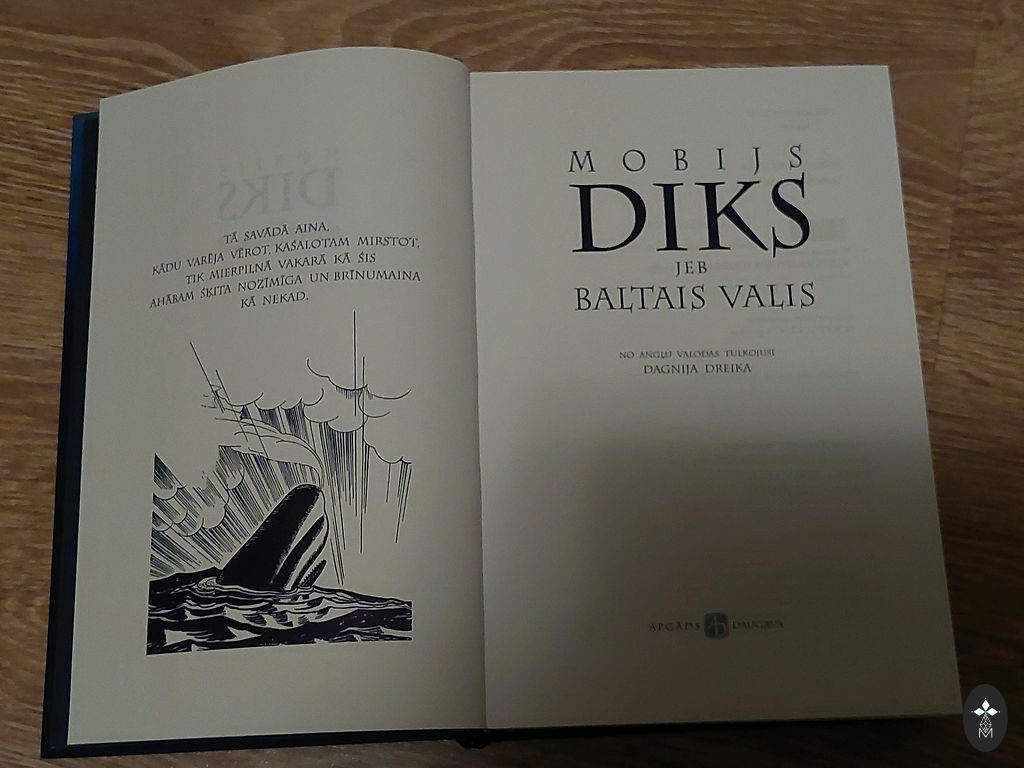 TĀ SAVĀDĀ AINA,
KĀDU VARĒJA VĒROT, KAŠALOTAM MIRSTOT,
TIK MIERPILNĀ VAKARĀ KĀ ŠIS
AHĀBAM ŠĶITA NOZĪMĪGA UN BRĪNUMAINA
KĀ NEKAD.
MOBIJS
DIKS
JEB
BALTAIS VALIS
NO ANGĻU VALODAS TULKOJUSI
DAGNIJA DREIKA
APGĀDS DAUGAVA